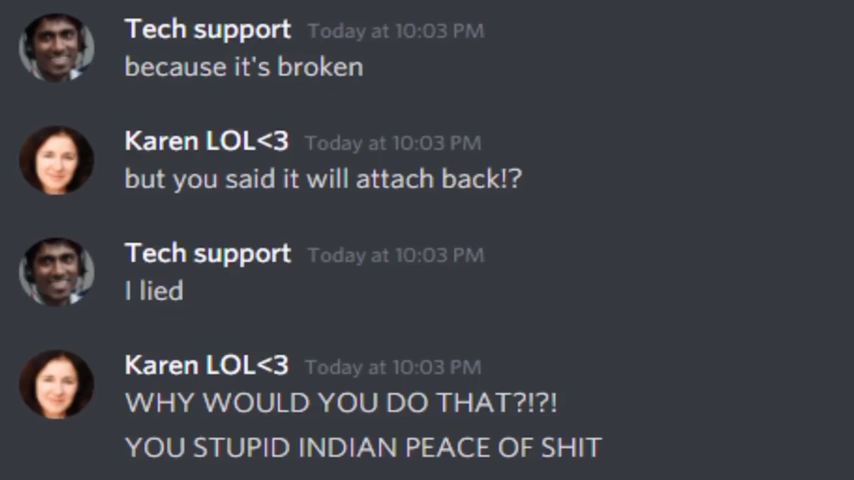 Tech support Today at 10:03 PM
because it's broken
Karen LOL<3 Today at 10:03 PM
but you said it will attach back!?
Tech support Today at 10:03 PM
I lied
Karen LOL<3 Today at 10:03 PM
WHY WOULD YOU DO THAT?!?!
YOU STUPID INDIAN PEACE OF SHIT